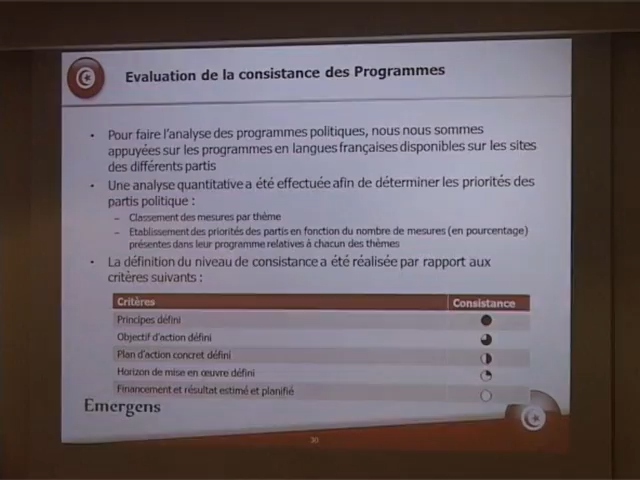 Evaluation de la consistance des Programmes
• Pour faire l'analyse des programmes politiques, nous nous sommes
appuyées sur les programmes en langues françaises disponibles sur les sites
des différents partis
• Une analyse quantitative a été effectuée afin de déterminer les priorités des
partis politique :
– Classement des mesures par thème
– Etablissement des priorités des partis en fonction du nombre de mesures (en pourcentage)
présentes dans leur programme relatives à chacun des thèmes
• La définition du niveau de consistance a été réalisée par rapport aux
critères suivants :
Critères Consistance
Principes défini
Objectif d'action défini
Plan d'action concret défini
Horizon de mise en œuvre défini
Financement et résultat estimé et planifié
Emergens
30